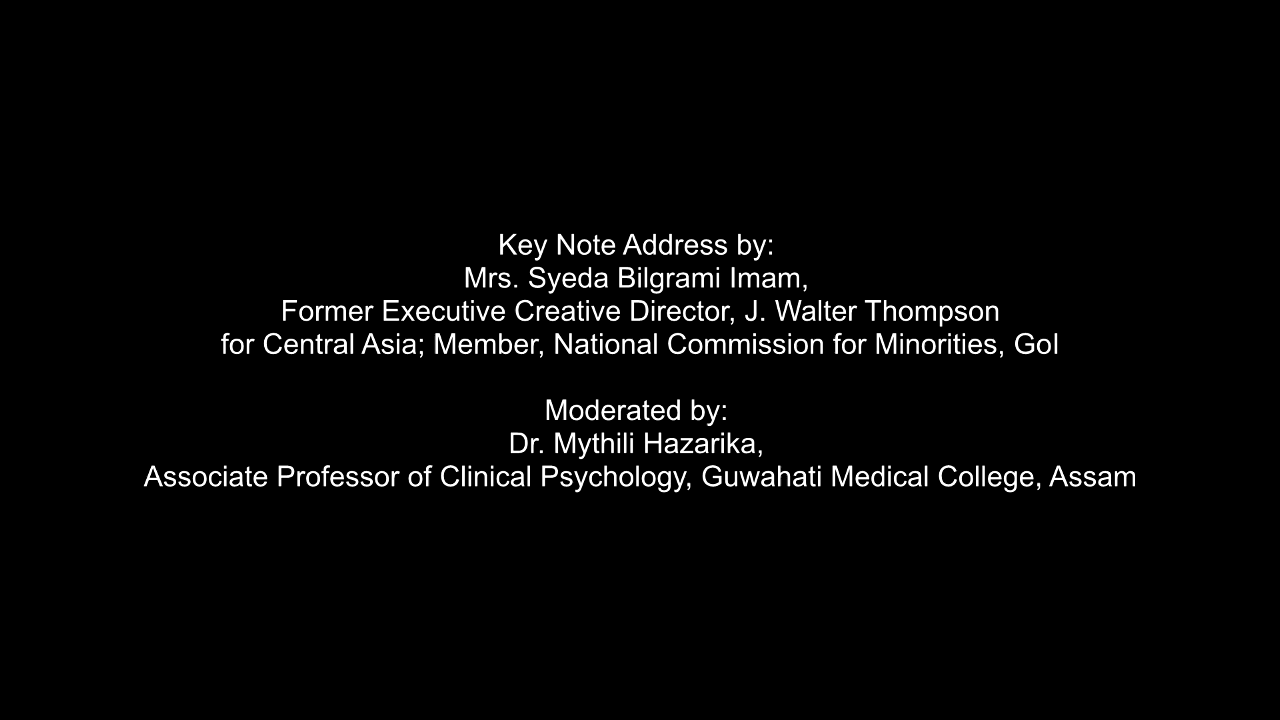 Key Note Address by:
Mrs. Syeda Bilgrami Imam,
Former Executive Creative Director, J. Walter Thompson
for Central Asia; Member, National Commission for Minorities, GoI
Moderated by:
Dr. Mythili Hazarika,
Associate Professor of Clinical Psychology, Guwahati Medical College, Assam